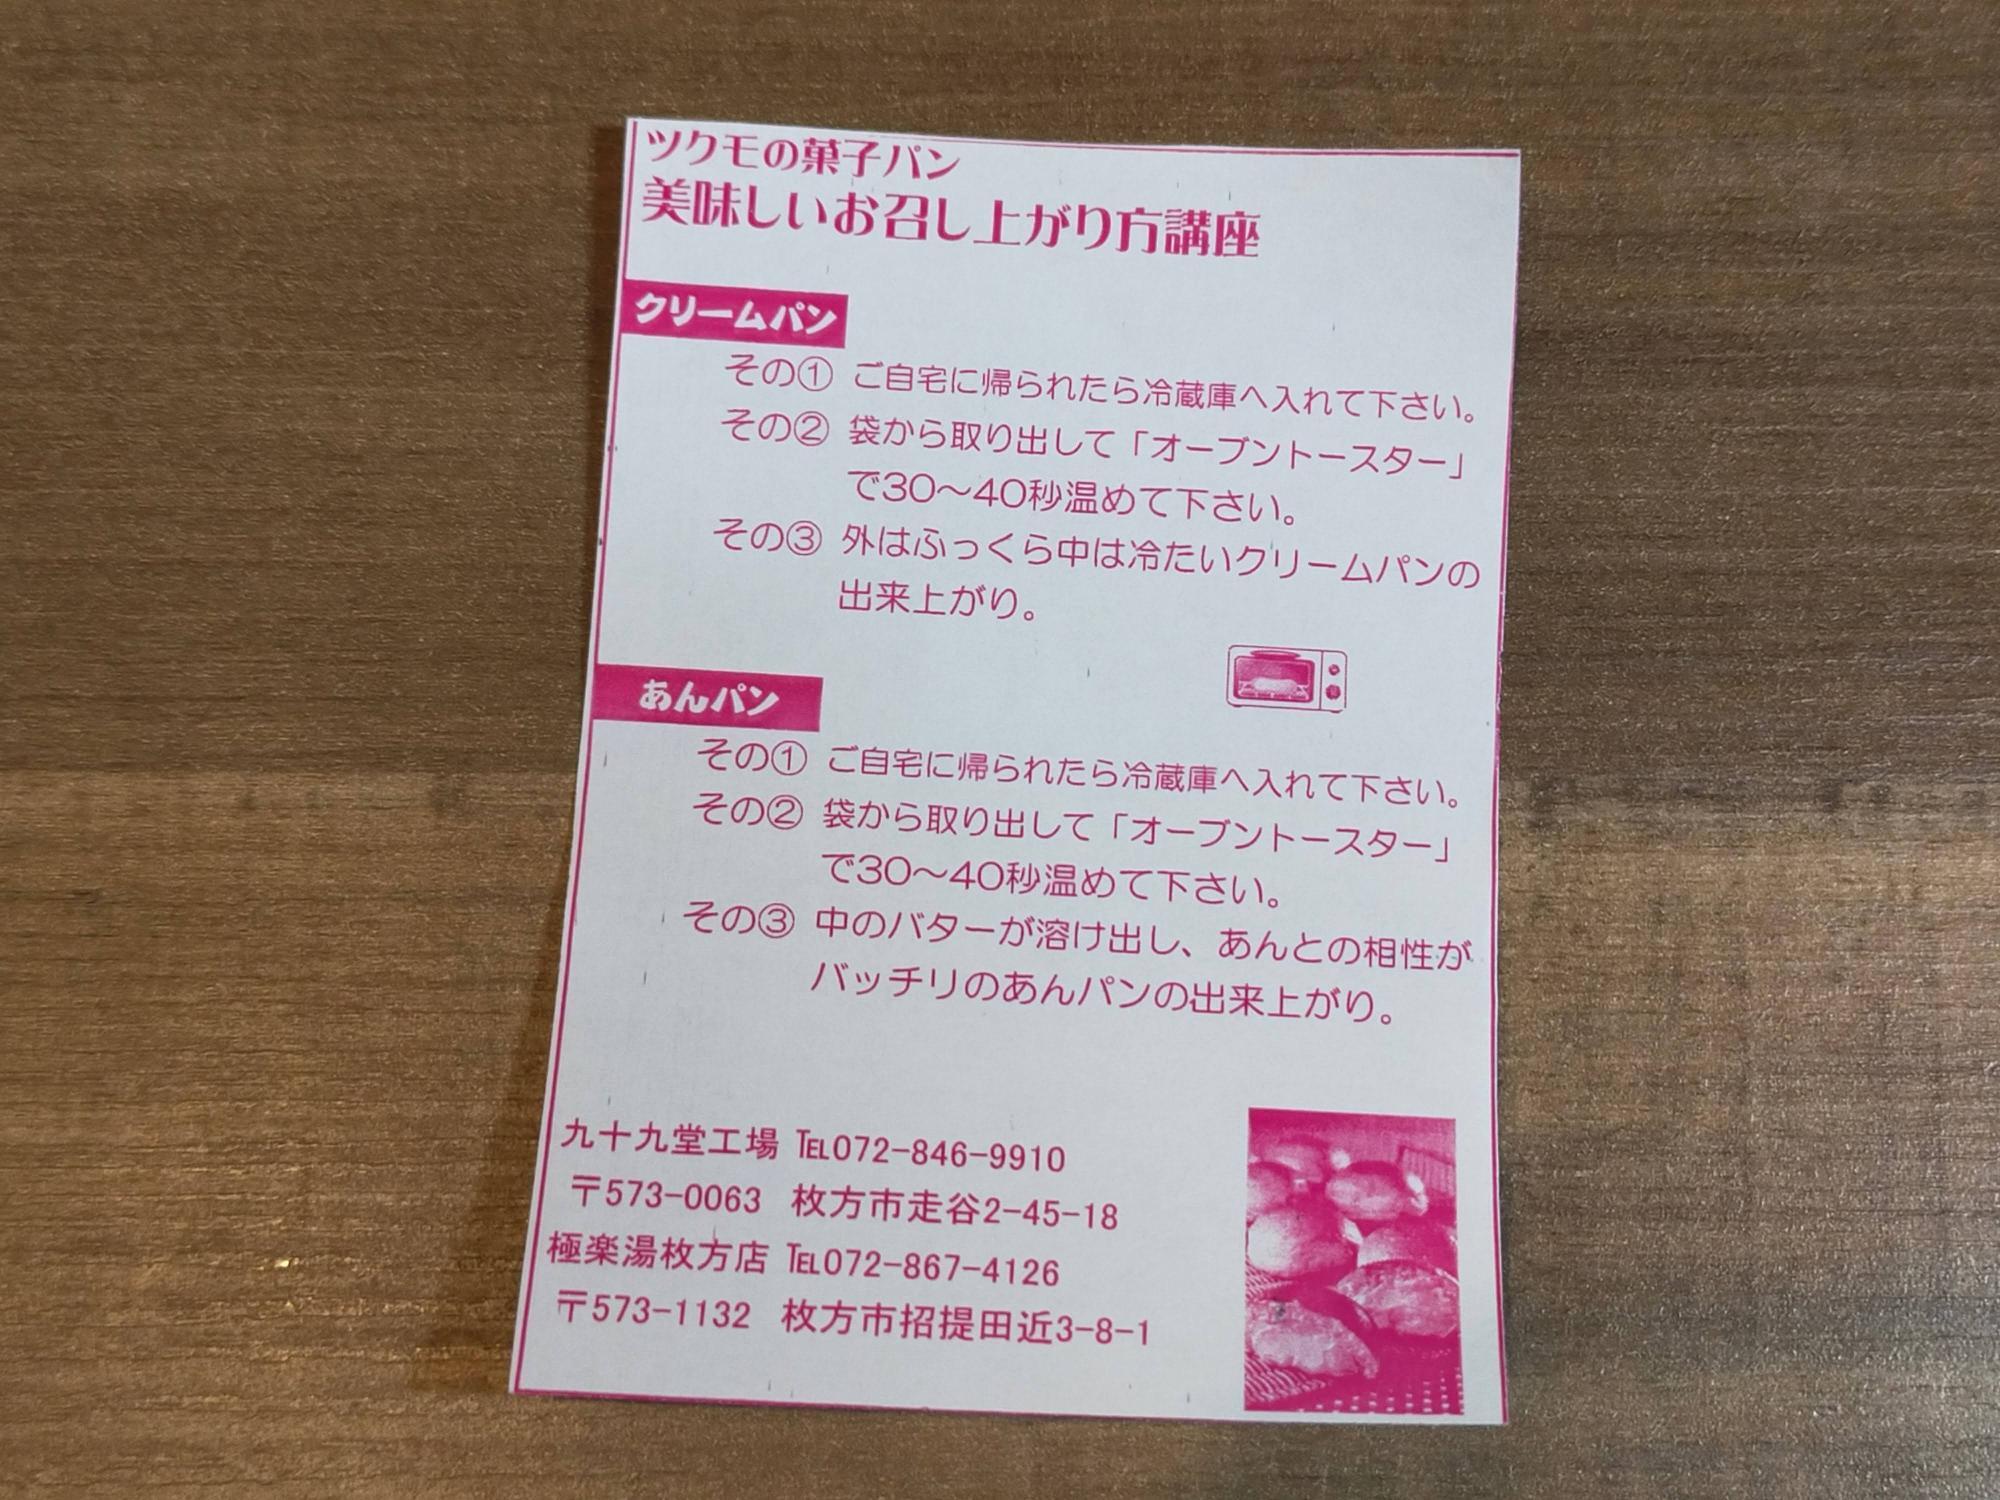 ツクモの菓子パン
美味しいお召し上がり方講座
クリームパン
その① ご自宅に帰られたら冷蔵庫へ入れて下さい。
その② 袋から取り出して「オーブントースター」
で30～40秒温めて下さい。
その③ 外はふっくら中は冷たいクリームパンの
出来上がり。
あんパン
その① ご自宅に帰られたら冷蔵庫へ入れて下さい。
その② 袋から取り出して「オーブントースター」
で30～40秒温めて下さい。
その③ 中のバターが溶け出し、あんとの相性が
バッチリのあんパンの出来上がり。
九十九堂工場 ℡072-846-9910
〒573-0063 枚方市走谷2-45-18
極楽湯枚方店 ℡072-867-4126
〒573-1132 枚方市招提田近3-8-1